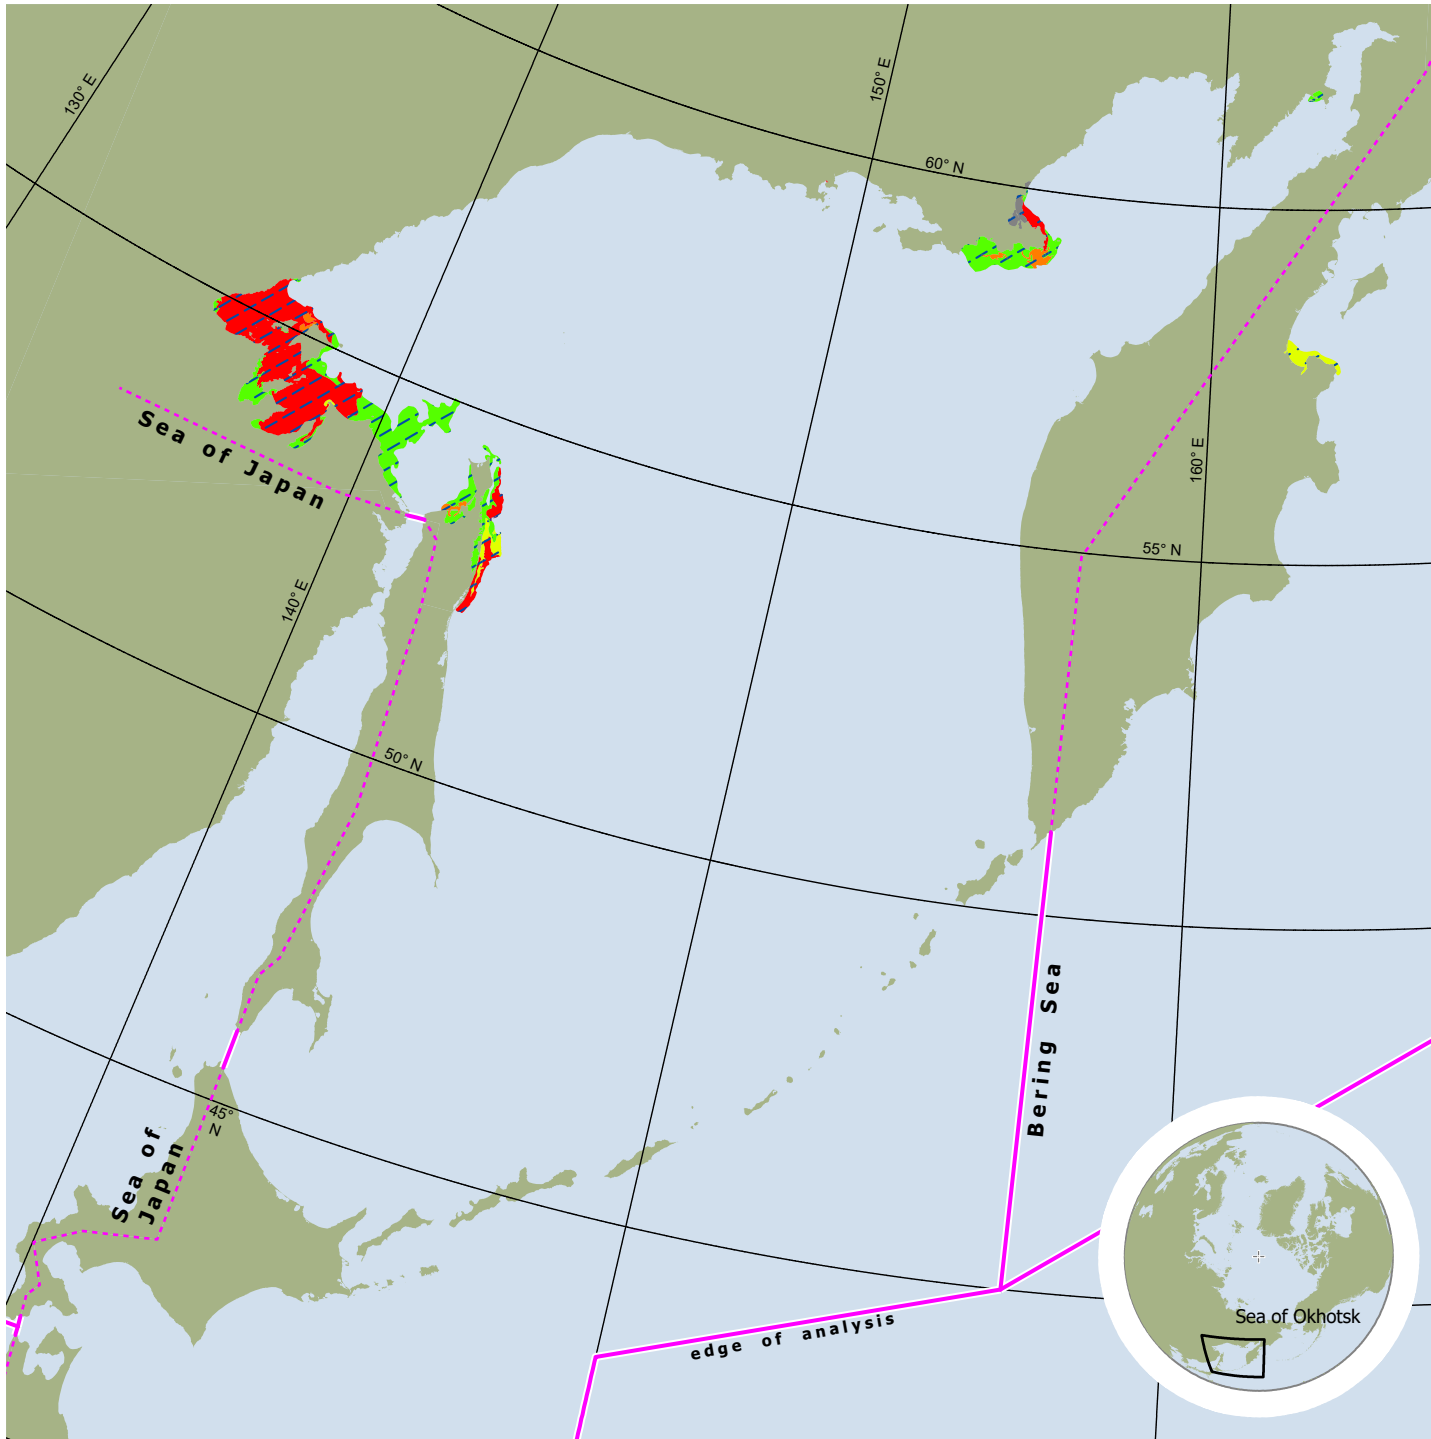 130° E
150° E
60° N
Sea of Japan
160° E
55° N
140° E
50° N
Bering Sea
45°
N
Sea of
Japan
Sea of Okhotsk
edge of analysis